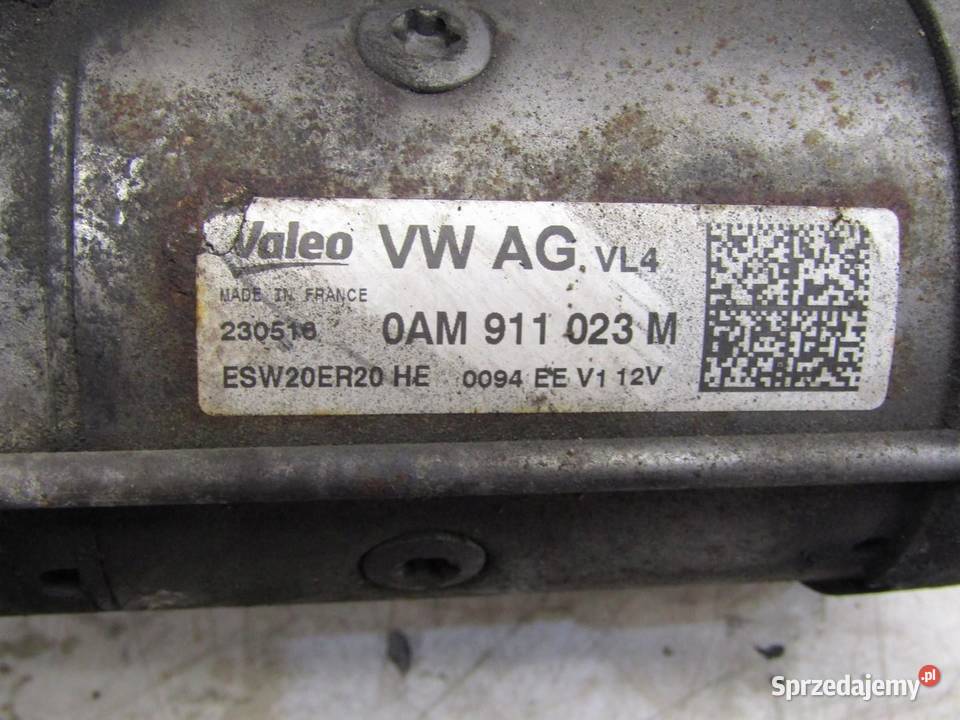 Valeo VW AG VL4
MADE IN FRANCE
230516 0AM 911 023 M
ESW20ER20 HE 0094 EE V1 12V
Sprzedajemy.pl